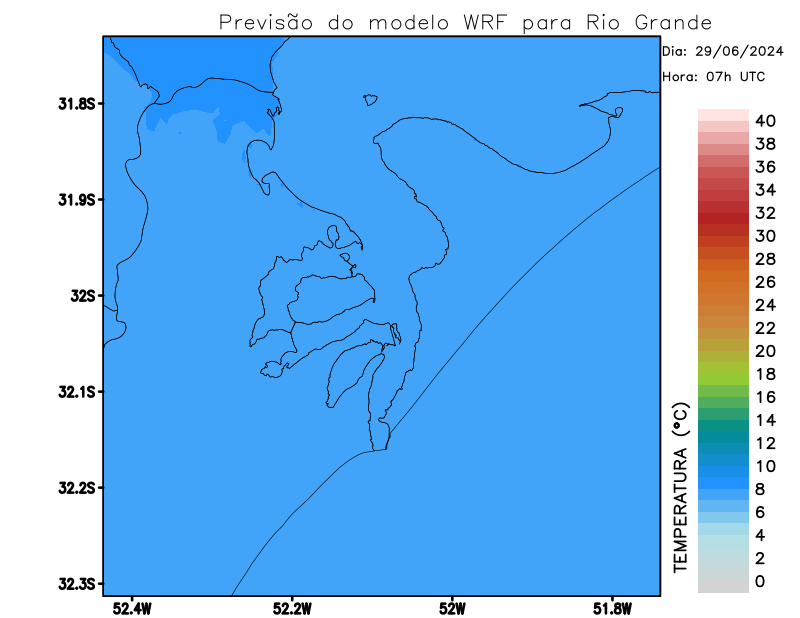 Previsão do modelo WRF para Rio Grande
Dia: 29/06/2024
Hora: 07h UTC
31.8S
31.9S
32S
32.1S
32.2S
32.3S
52.4W
52.2W
52W
51.8W
TEMPERATURA (°C)
40
38
36
34
32
30
28
26
24
22
20
18
16
14
12
10
8
6
4
2
0